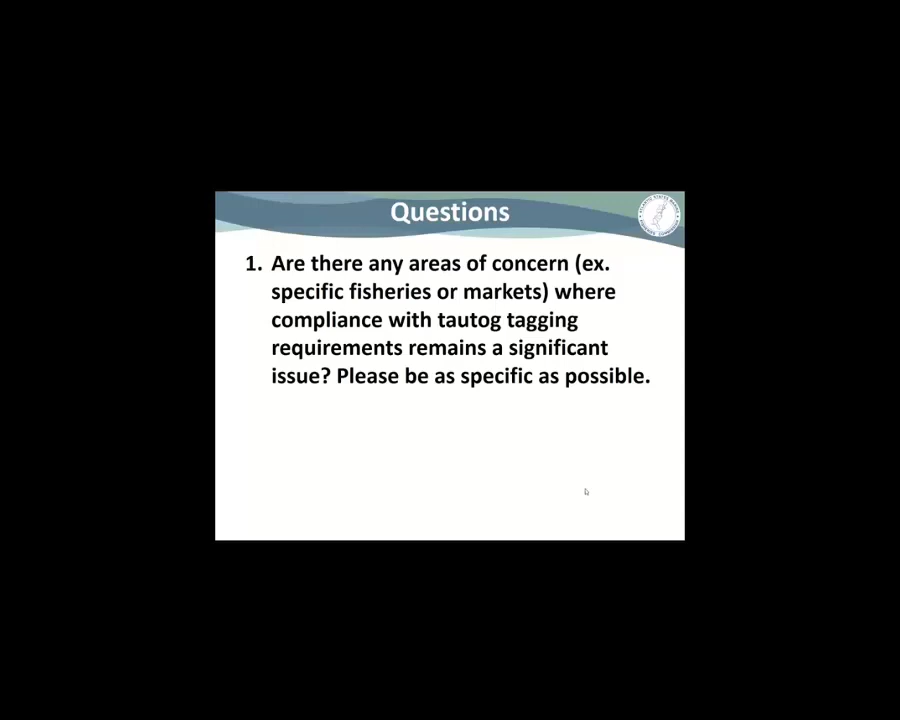 Questions
1. Are there any areas of concern (ex.
specific fisheries or markets) where
compliance with tautog tagging
requirements remains a significant
issue? Please be as specific as possible.